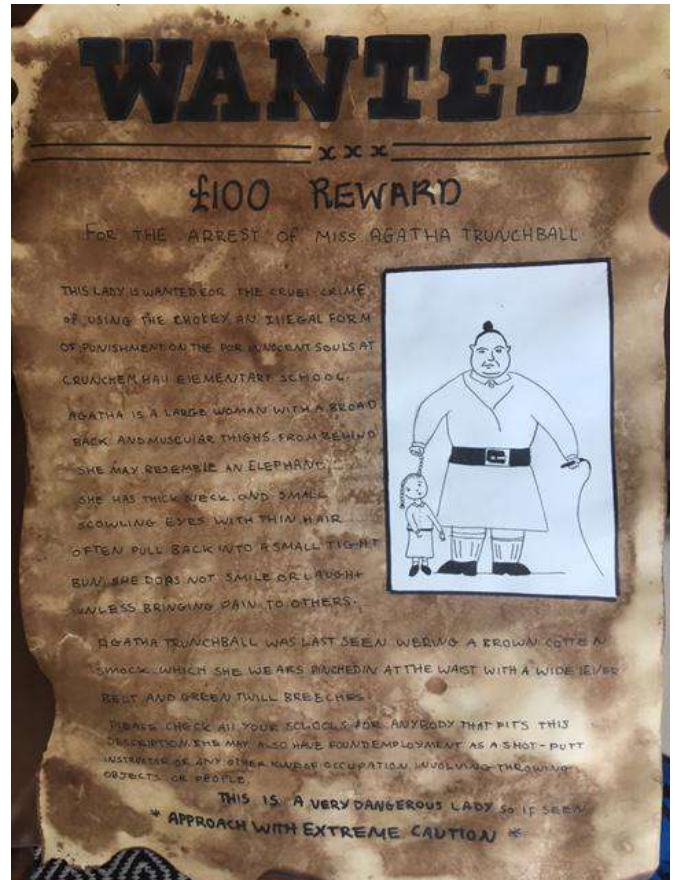 WANTED
x x x
£100 REWARD
FOR THE ARREST OF MISS AGATHA TRUNCHBALL
THIS LADY IS WANTED FOR THE CRUEL CRIME
OF USING THE CHOKEY, AN ILLEGAL FORM
OF PUNISHMENT ON THE POR INNOCENT SOULS AT
CRUNCHEM HALL ELEMENTARY SCHOOL.
AGATHA IS A LARGE WOMAN WITH A BROAD
BACK AND MUSCULAR THIGHS. FROM BEHIND
SHE MAY RESEMBLE AN ELEPHANT.
SHE HAS THICK NECK AND SMALL
SCOWLING EYES WITH THIN HAIR
OFTEN PULL BACK INTO A SMALL TIGHT
BUN. SHE DOAS NOT SMILE OR LAUGH
UNLESS BRINGING PAIN TO OTHERS.
AGATHA TRUNCHBALL WAS LAST SEEN WERING A BROWN COTTEN
SMOCK WHICH SHE WEARS PINCHED IN AT THE WAIST WITH A WIDE LEVER
BELT AND GREEN TWILL BREECHES.
PLEASE CHECK ALL YOUR SCHOOLS FOR ANYBODY THAT FITS THIS
DESCRIPTION. SHE MAY ALSO HAVE FOUND EMPLOYMENT AS A SHOT-PUTT
INSTRUCTOR OR ANY OTHER KIND OF OCCUPATION INVOLVING THROWING
OBJECTS OR PEOPLE.
THIS IS A VERY DANGEROUS LADY SO IF SEEN
* APPROACH WITH EXTREME CAUTION *